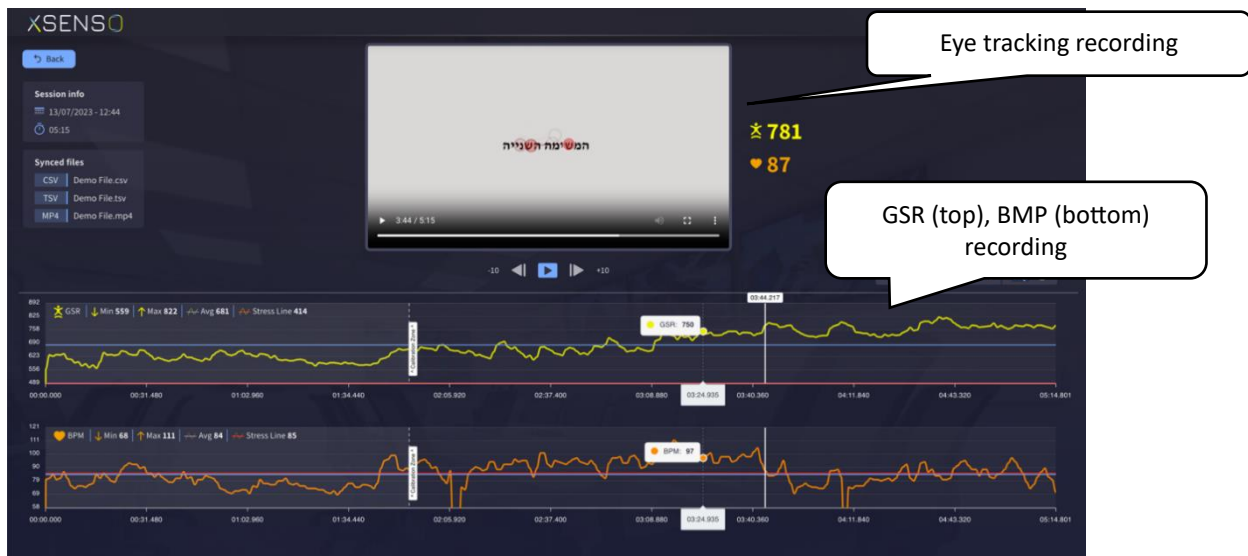 XSENSO
Eye tracking recording
Back
Session info
13/07/2023 - 12:44
05:15
Synced files
CSV Demo File.csv
TSV Demo File.tsv
MP4 Demo File.mp4
המשימה השנייה
781
87
3:44 / 5:15
GSR (top), BMP (bottom)
recording
-10 +10
03:44.217
GSR Min 559 Max 822 Avg 681 Stress Line 414
892
825
758
690
623
556
489
* Calibration Zone *
GSR: 750
00:00.000 00:31.480 01:02.960 01:34.440 02:05.920 02:37.400 03:08.880 03:24.935 03:40.360 04:11.840 04:43.320 05:14.801
BPM Min 68 Max 111 Avg 84 Stress Line 85
121
111
100
90
79
69
58
* Calibration Zone *
BPM: 97
00:00.000 00:31.480 01:02.960 01:34.440 02:05.920 02:37.400 03:08.880 03:24.935 03:40.360 04:11.840 04:43.320 05:14.801